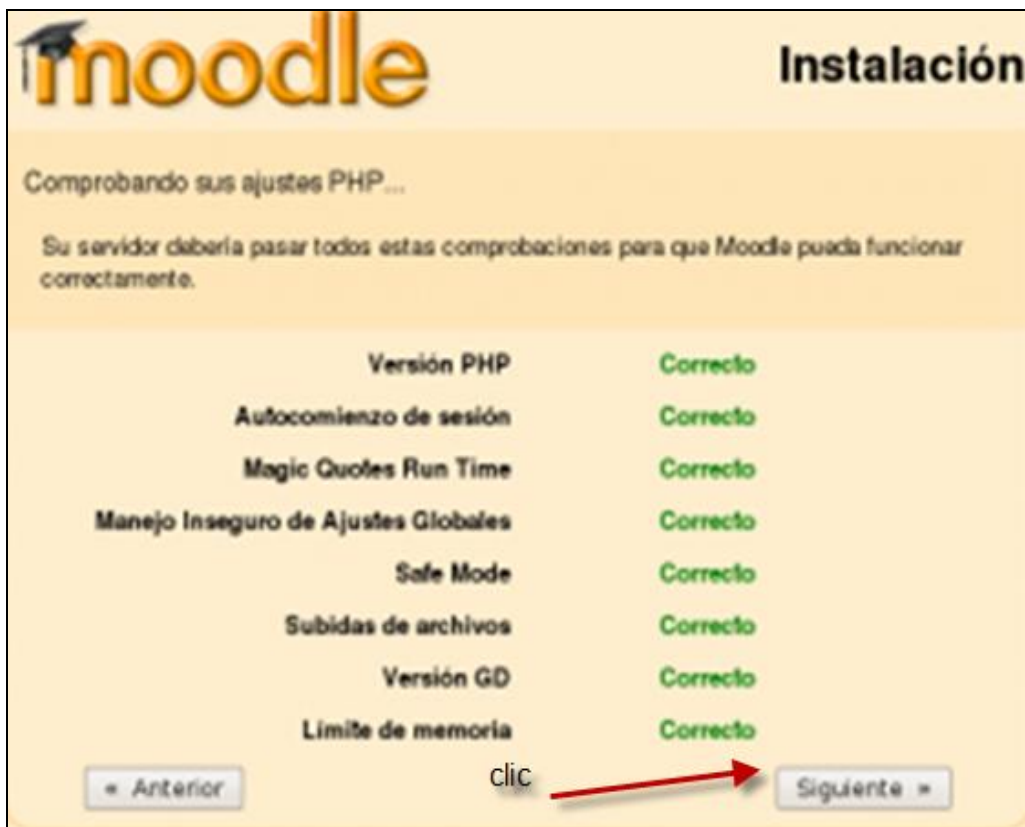 moodle
Instalación
Comprobando sus ajustes PHP...
Su servidor debería pasar todos estas comprobaciones para que Moodle pueda funcionar
correctamente.
Versión PHP Correcto
Autocomienzo de sesión Correcto
Magic Quotes Run Time Correcto
Manejo Inseguro de Ajustes Globales Correcto
Safe Mode Correcto
Subidas de archivos Correcto
Versión GD Correcto
Límite de memoria Correcto
« Anterior
clic
Siguiente »